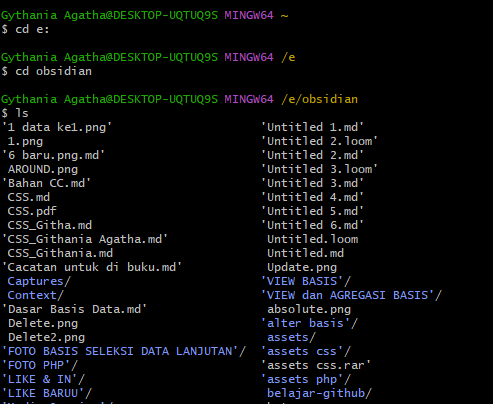 Gythania Agatha@DESKTOP-UQTUQ9S MINGW64 ~
$ cd e:
Gythania Agatha@DESKTOP-UQTUQ9S MINGW64 /e
$ cd obsidian
Gythania Agatha@DESKTOP-UQTUQ9S MINGW64 /e/obsidian
$ ls
'1 data ke1.png' 'Untitled 1.md'
1.png 'Untitled 2.loom'
'6 baru.png.md' 'Untitled 2.md'
AROUND.png 'Untitled 3.loom'
'Bahan CC.md' 'Untitled 3.md'
CSS.md 'Untitled 4.md'
CSS.pdf 'Untitled 5.md'
CSS_Githa.md 'Untitled 6.md'
'CSS_Githania Agatha.md' Untitled.loom
CSS_Githania.md Untitled.md
'Cacatan untuk di buku.md' Update.png
Captures/ 'VIEW BASIS'/
Context/ 'VIEW dan AGREGASI BASIS'/
'Dasar Basis Data.md' absolute.png
Delete.png 'alter basis'/
Delete2.png assets/
'FOTO BASIS SELEKSI DATA LANJUTAN'/ 'assets css'/
'FOTO PHP'/ 'assets css.rar'
'LIKE & IN'/ 'assets php'/
'LIKE BARUU'/ belajar-github/